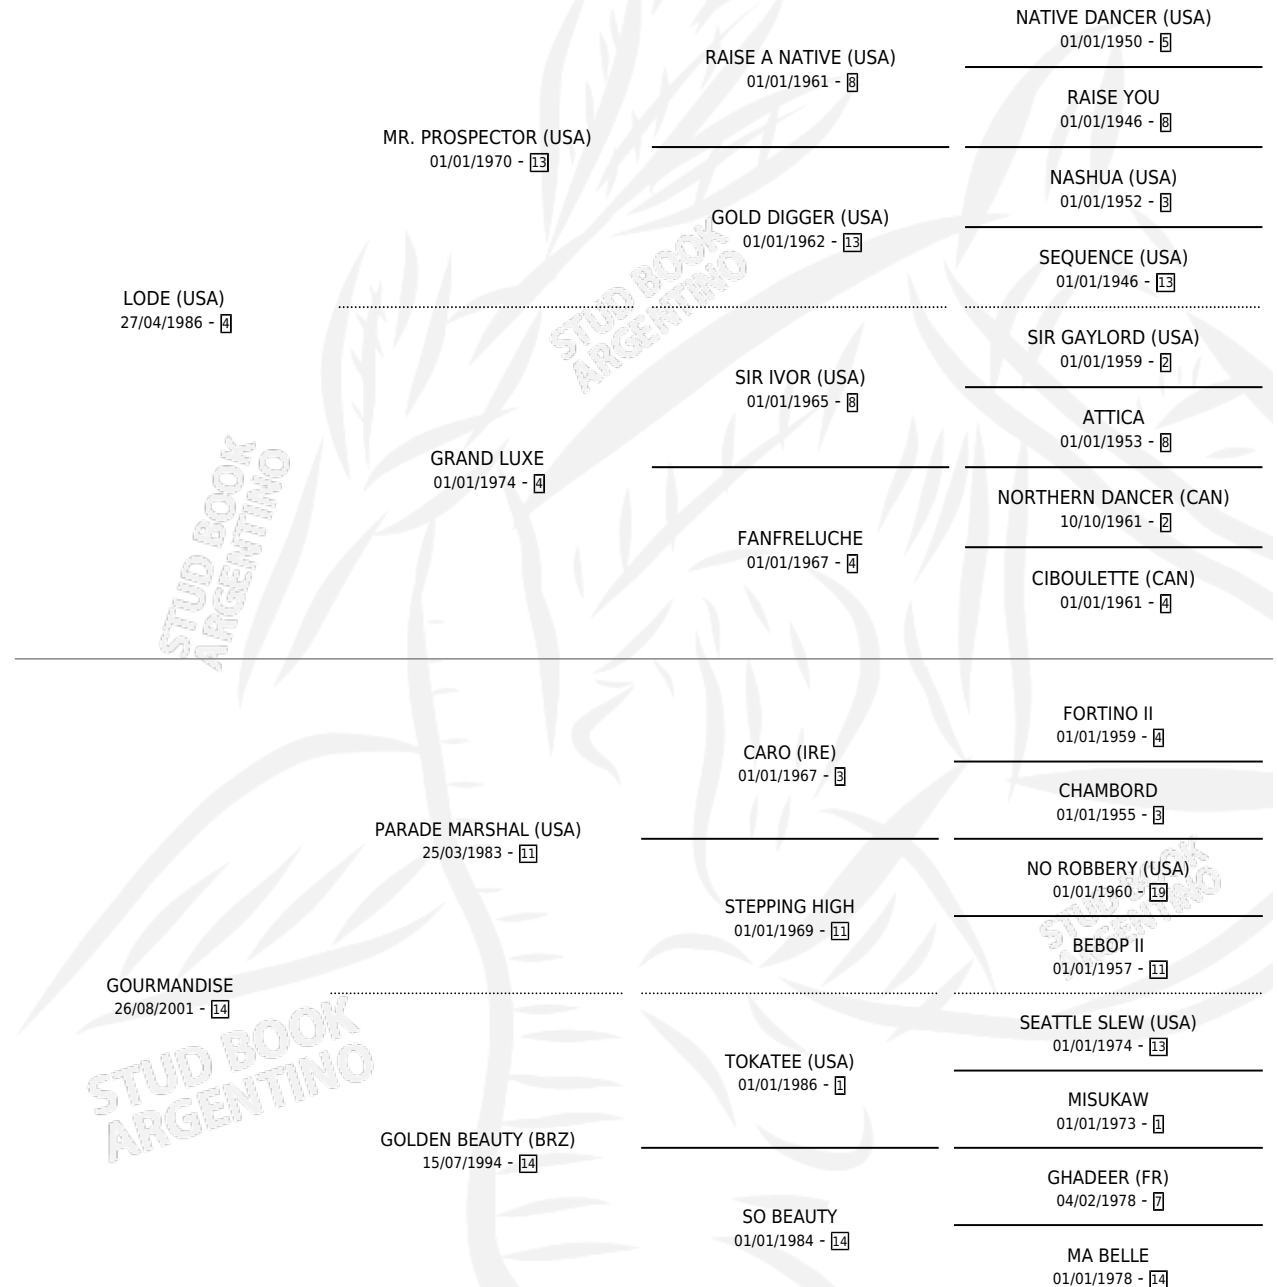 NATIVE DANCER (USA)
01/01/1950 - 5
RAISE A NATIVE (USA)
01/01/1961 - 8
RAISE YOU
01/01/1946 - 8
MR. PROSPECTOR (USA)
01/01/1970 - 13
NASHUA (USA)
01/01/1952 - 3
GOLD DIGGER (USA)
01/01/1962 - 13
SEQUENCE (USA)
01/01/1946 - 13
LODE (USA)
27/04/1986 - 4
SIR GAYLORD (USA)
01/01/1959 - 2
SIR IVOR (USA)
01/01/1965 - 8
ATTICA
01/01/1953 - 8
GRAND LUXE
01/01/1974 - 4
NORTHERN DANCER (CAN)
10/10/1961 - 2
FANFRELUCHE
01/01/1967 - 4
CIBOULETTE (CAN)
01/01/1961 - 4
STUD BOOK
ARGENTINO
STUD BOOK
ARGENTINO
FORTINO II
01/01/1959 - 4
CARO (IRE)
01/01/1967 - 3
CHAMBORD
01/01/1955 - 3
PARADE MARSHAL (USA)
25/03/1983 - 11
NO ROBBERY (USA)
01/01/1960 - 19
STEPPING HIGH
01/01/1969 - 11
BEBOP II
01/01/1957 - 11
GOURMANDISE
26/08/2001 - 14
SEATTLE SLEW (USA)
01/01/1974 - 13
TOKATEE (USA)
01/01/1986 - 1
MISUKAW
01/01/1973 - 1
GOLDEN BEAUTY (BRZ)
15/07/1994 - 14
GHADEER (FR)
04/02/1978 - 7
SO BEAUTY
01/01/1984 - 14
MA BELLE
01/01/1978 - 14
STUD BOOK
ARGENTINO
STUD BOOK
ARGENTINO